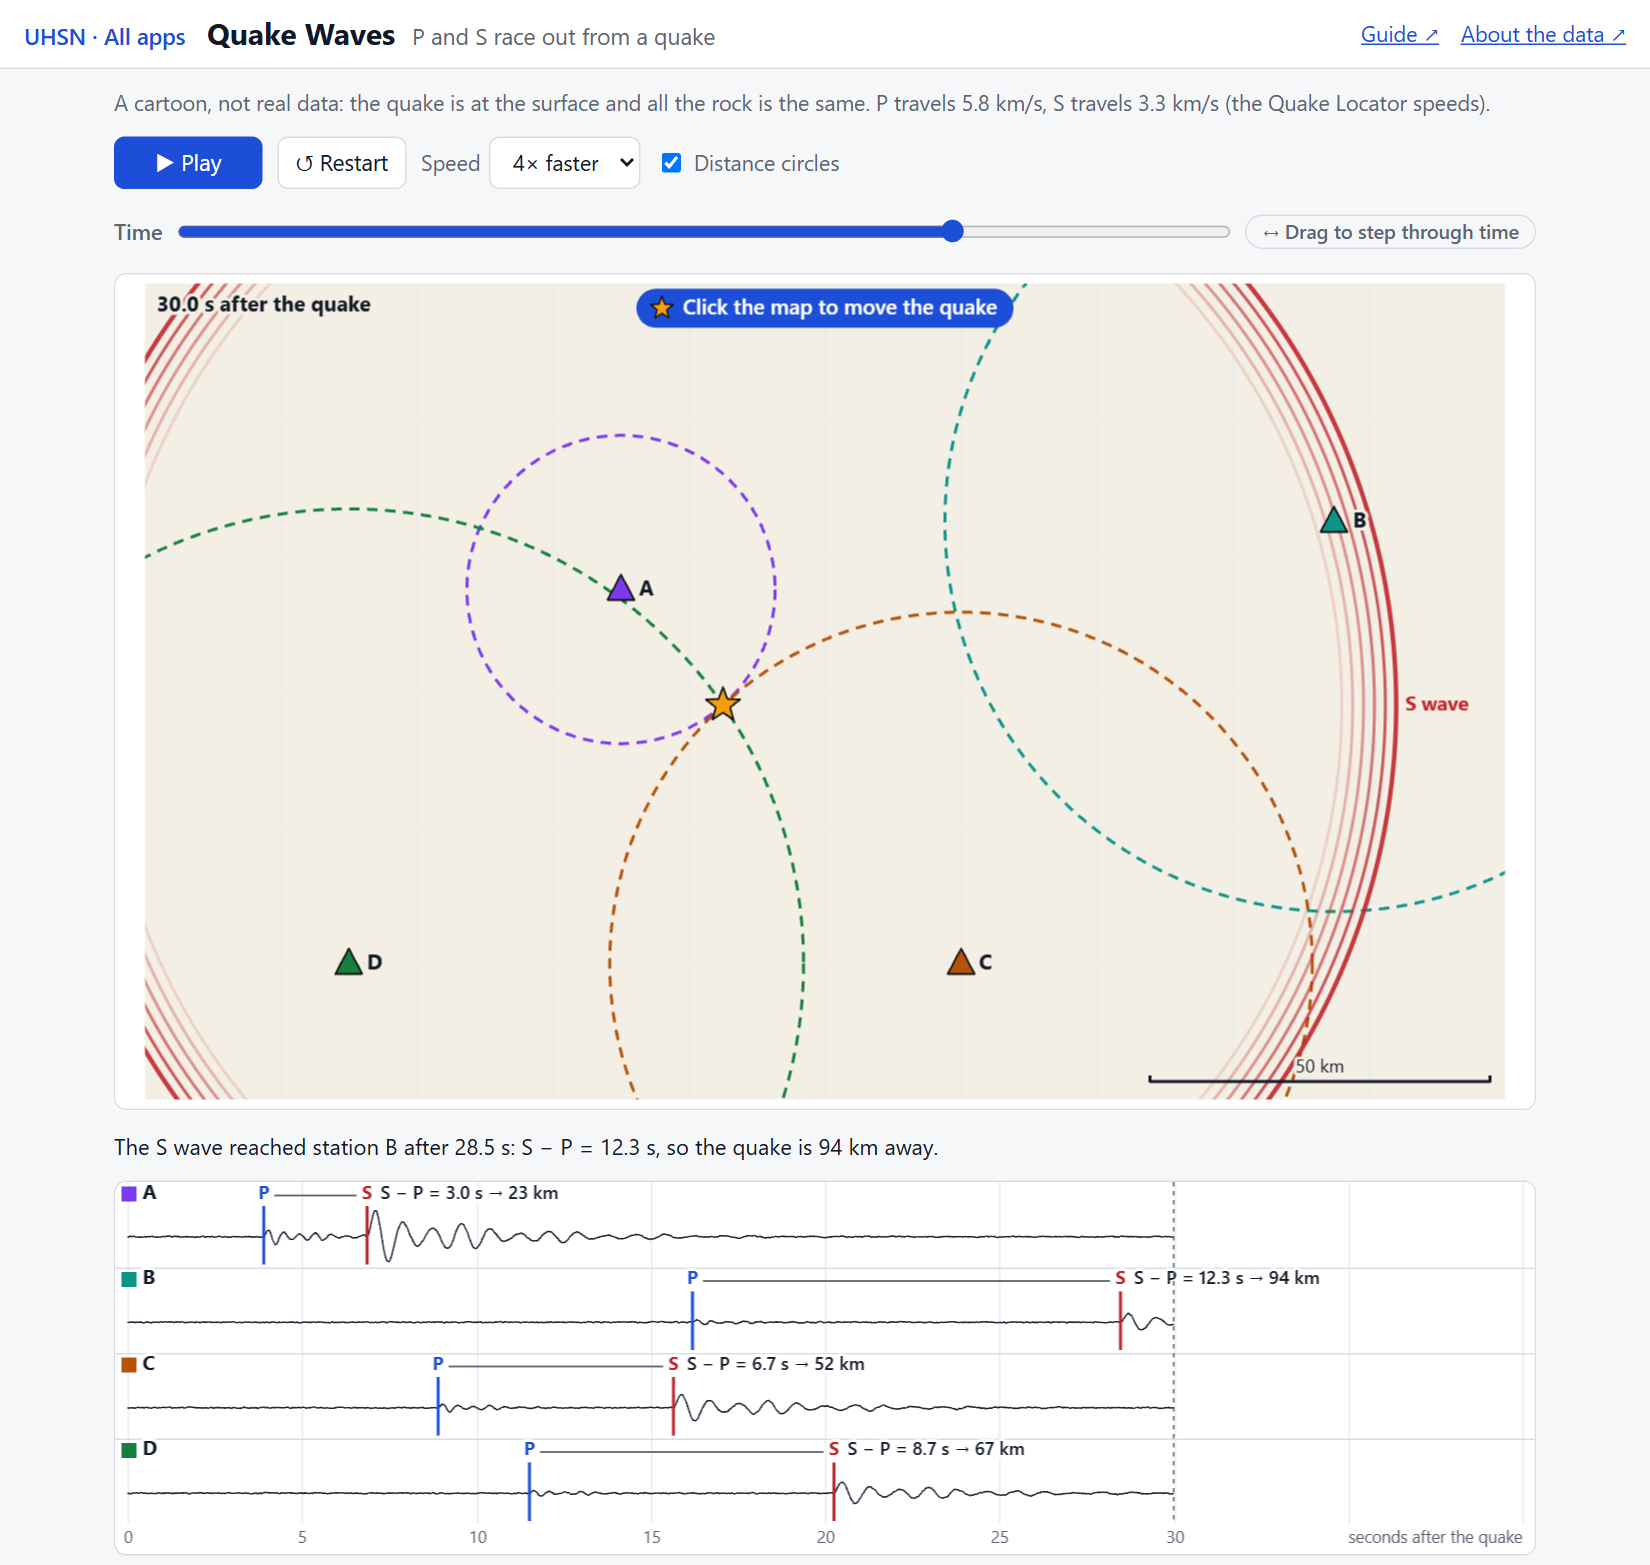 UHSN · All apps Quake Waves P and S race out from a quake Guide ↗ About the data ↗
A cartoon, not real data: the quake is at the surface and all the rock is the same. P travels 5.8 km/s, S travels 3.3 km/s (the Quake Locator speeds).
▶ Play ↺ Restart Speed 4× faster Distance circles
Time ↔ Drag to step through time
30.0 s after the quake Click the map to move the quake
B
A
S wave
D C
50 km
The S wave reached station B after 28.5 s: S − P = 12.3 s, so the quake is 94 km away.
A P S S − P = 3.0 s → 23 km
B P S S − P = 12.3 s → 94 km
C P S S − P = 6.7 s → 52 km
D P S S − P = 8.7 s → 67 km
0 5 10 15 20 25 30 seconds after the quake